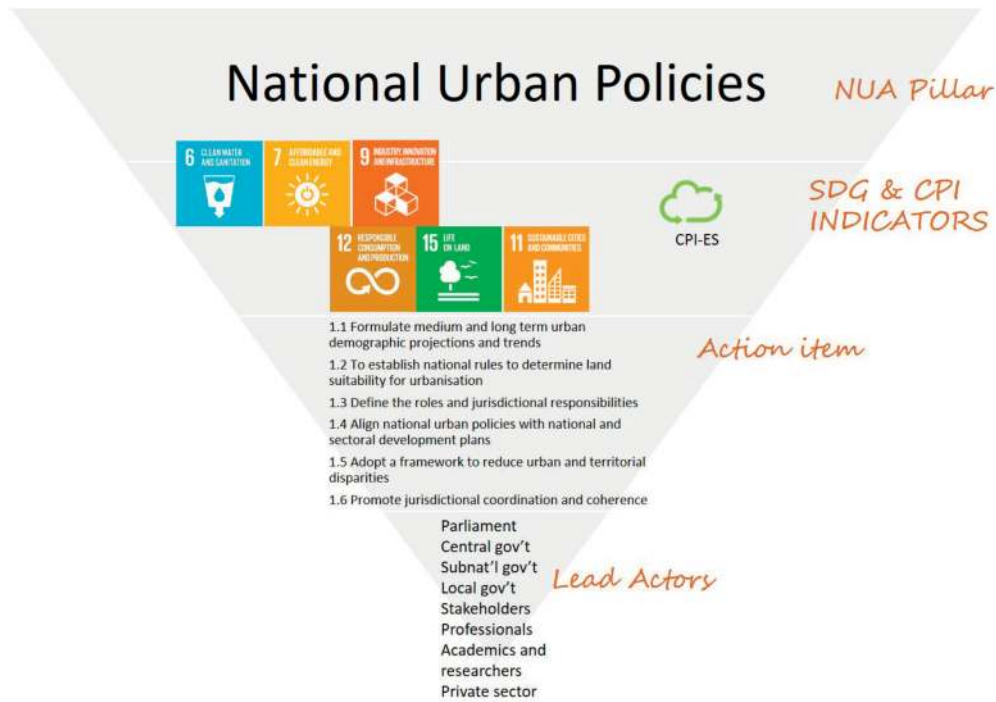 National Urban Policies
NUA Pillar
6 CLEAN WATER
AND SANITATION
7 AFFORDABLE AND
CLEAN ENERGY
9 INDUSTRY, INNOVATION
AND INFRASTRUCTURE
SDG & CPI
INDICATORS
CPI-ES
12 RESPONSIBLE
CONSUMPTION
AND PRODUCTION
15 LIFE
ON LAND
11 SUSTAINABLE CITIES
AND COMMUNITIES
Action item
1.1 Formulate medium and long term urban
demographic projections and trends
1.2 To establish national rules to determine land
suitability for urbanisation
1.3 Define the roles and jurisdictional responsibilities
1.4 Align national urban policies with national and
sectoral development plans
1.5 Adopt a framework to reduce urban and territorial
disparities
1.6 Promote jurisdictional coordination and coherence
Lead Actors
Parliament
Central gov't
Subnat'l gov't
Local gov't
Stakeholders
Professionals
Academics and
researchers
Private sector